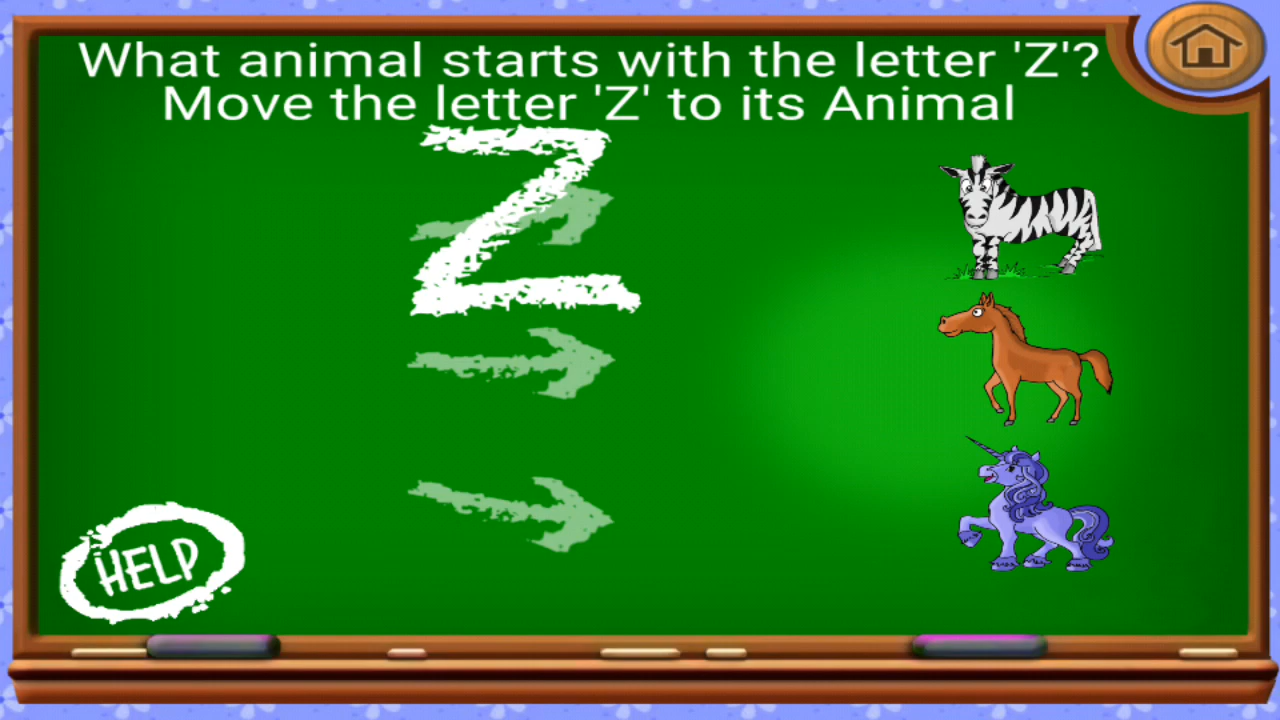 What animal starts with the letter 'Z'?
Move the letter 'Z' to its Animal
Z
HELP